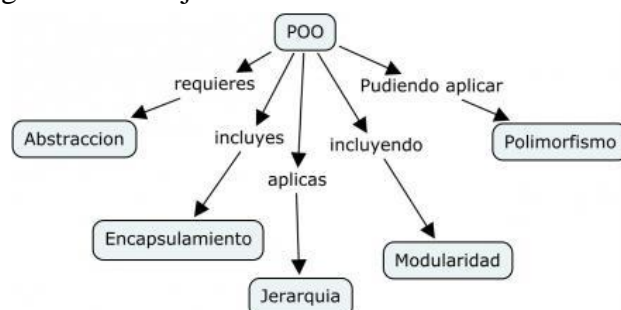 POO
requieres
Pudiendo aplicar
Abstraccion
incluyes
incluyendo
Polimorfismo
aplicas
Encapsulamiento
Modularidad
Jerarquia